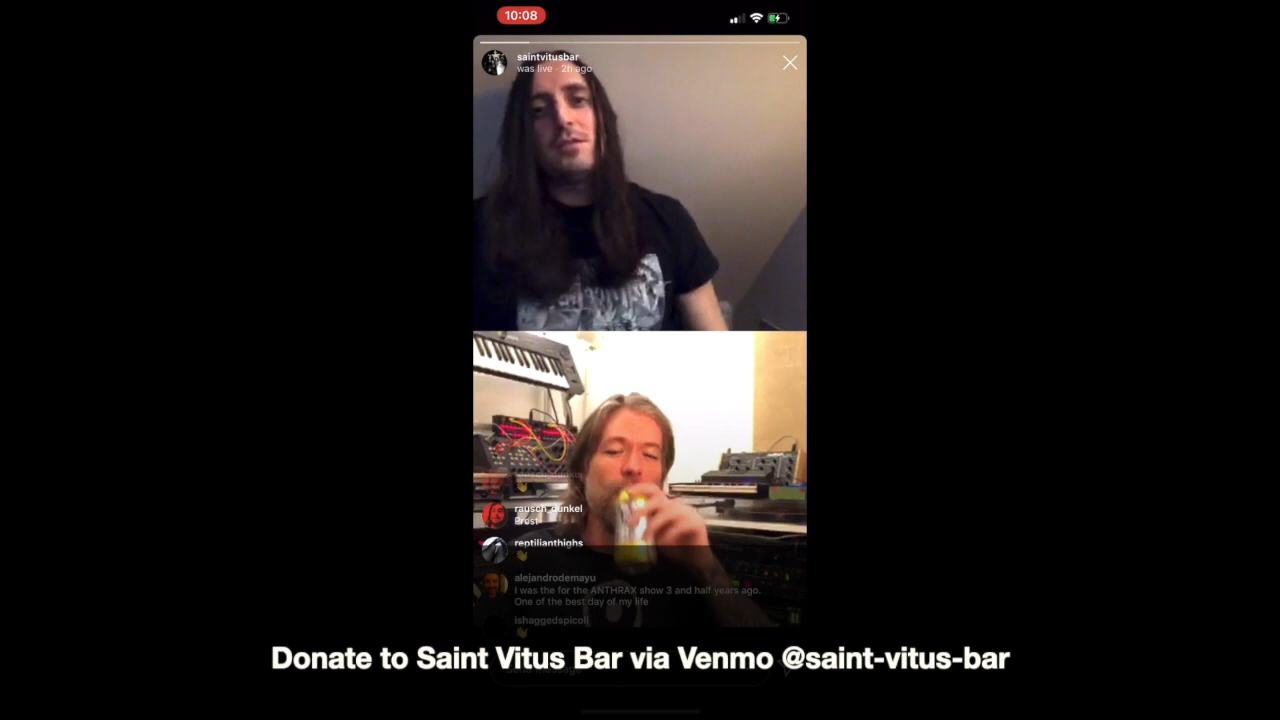 10:08
saintvitusbar
was live · 2h ago
rausch_dunkel
Prost
reptilianthighs
alejandrodemayu
I was the for the ANTHRAX show 3 and half years ago.
One of the best day of my life
ishaggedspicoli
Donate to Saint Vitus Bar via Venmo @saint-vitus-bar